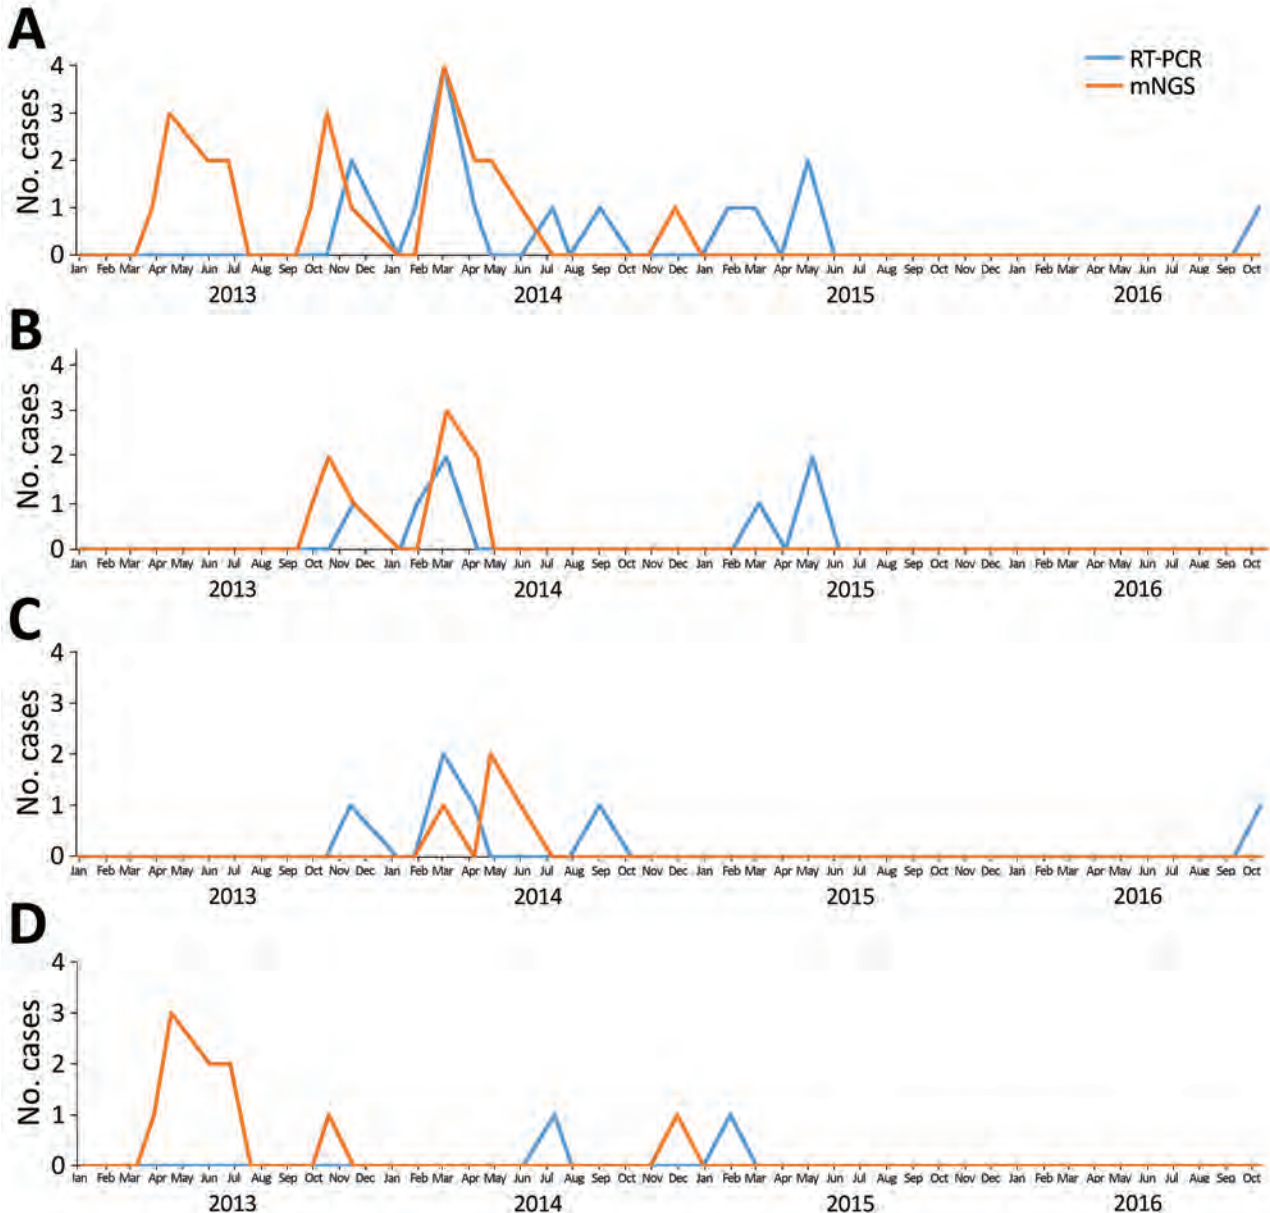 A
RT-PCR
mNGS
No. cases
4
3
2
1
0
Jan Feb Mar Apr May Jun Jul Aug Sep Oct Nov Dec Jan Feb Mar Apr May Jun Jul Aug Sep Oct Nov Dec Jan Feb Mar Apr May Jun Jul Aug Sep Oct Nov Dec Jan Feb Mar Apr May Jun Jul Aug Sep Oct
2013 2014 2015 2016
B
No. cases
4
3
2
1
0
Jan Feb Mar Apr May Jun Jul Aug Sep Oct Nov Dec Jan Feb Mar Apr May Jun Jul Aug Sep Oct Nov Dec Jan Feb Mar Apr May Jun Jul Aug Sep Oct Nov Dec Jan Feb Mar Apr May Jun Jul Aug Sep Oct
2013 2014 2015 2016
C
No. cases
4
3
2
1
0
Jan Feb Mar Apr May Jun Jul Aug Sep Oct Nov Dec Jan Feb Mar Apr May Jun Jul Aug Sep Oct Nov Dec Jan Feb Mar Apr May Jun Jul Aug Sep Oct Nov Dec Jan Feb Mar Apr May Jun Jul Aug Sep Oct
2013 2014 2015 2016
D
No. cases
4
3
2
1
0
Jan Feb Mar Apr May Jun Jul Aug Sep Oct Nov Dec Jan Feb Mar Apr May Jun Jul Aug Sep Oct Nov Dec Jan Feb Mar Apr May Jun Jul Aug Sep Oct Nov Dec Jan Feb Mar Apr May Jun Jul Aug Sep Oct
2013 2014 2015 2016